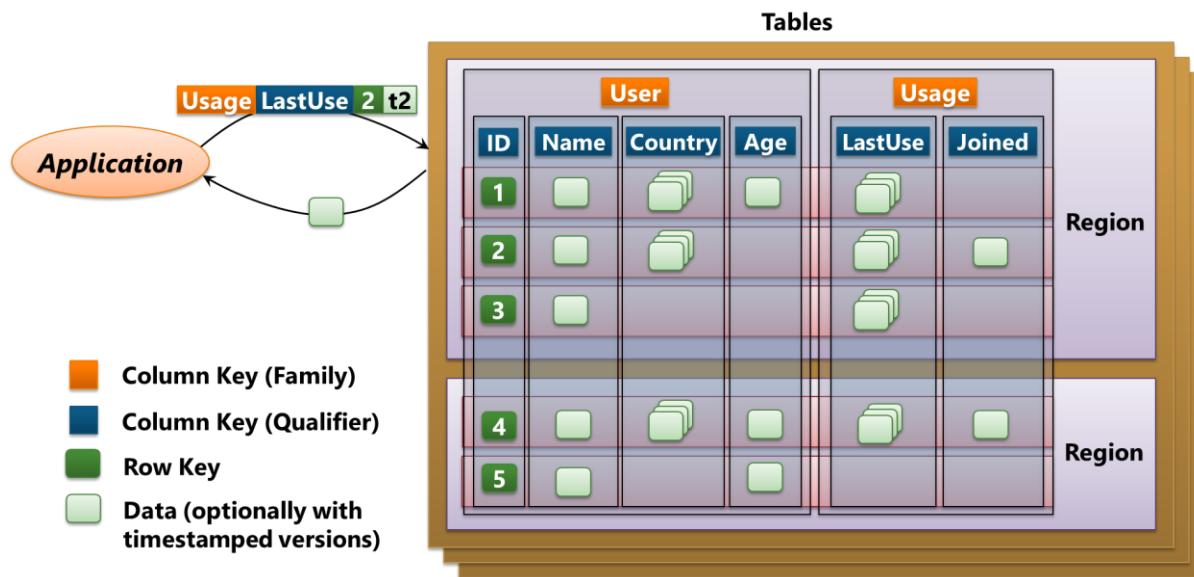 Tables
Usage LastUse 2 t2
Application
User Usage
ID Name Country Age LastUse Joined
1
2
3
Region
4
5
Region
Column Key (Family)
Column Key (Qualifier)
Row Key
Data (optionally with
timestamped versions)